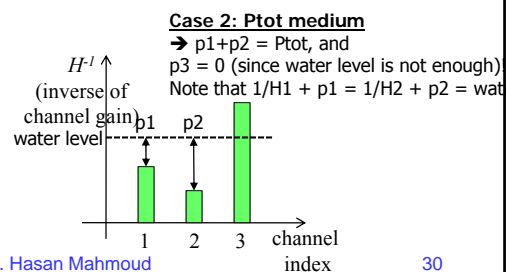 Case 2: Ptot medium
➔ p1+p2 = Ptot, and
p3 = 0 (since water level is not enough)!
Note that 1/H1 + p1 = 1/H2 + p2 = wat
H-1
(inverse of
channel gain)
p1 p2
water level
1 2 3 channel
index
. Hasan Mahmoud 30